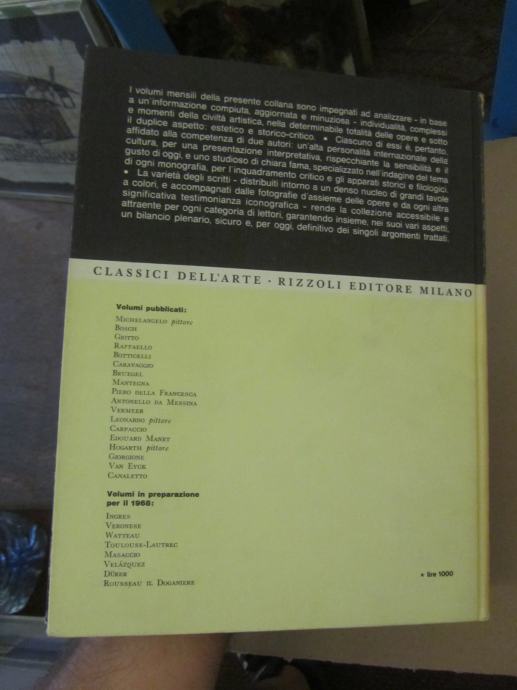 I volumi mensili della presente collana sono impegnati ad analizzare - in base
a un'informazione compiuta, aggiornata e minuziosa - individualità, complessi
e momenti della civiltà artistica, nella determinabile totalità delle opere e sotto
il duplice aspetto: estetico e storico-critico. • Ciascuno di essi è, pertanto,
affidato alla competenza di due autori: un'alta personalità internazionale della
cultura, per una presentazione interpretativa, rispecchiante la sensibilità e il
gusto di oggi, e uno studioso di chiara fama, specializzato nell'indagine del tema
di ogni monografia, per l'inquadramento critico e gli apparati storici e filologici.
• La varietà degli scritti - distribuiti intorno a un denso nucleo di grandi tavole
a colori, e accompagnati dalle fotografie d'assieme delle opere e da ogni altra
significativa testimonianza iconografica - rende la collezione accessibile e
attraente per ogni categoria di lettori, garantendo insieme, nei suoi vari aspetti,
un bilancio plenario, sicuro e, per oggi, definitivo dei singoli argomenti trattati.
CLASSICI DELL'ARTE · RIZZOLI EDITORE MILANO
Volumi pubblicati:
MICHELANGELO pittore
BOSCH
GIOTTO
RAFFAELLO
BOTTICELLI
CARAVAGGIO
BRUEGEL
MANTEGNA
PIERO DELLA FRANCESCA
ANTONELLO DA MESSINA
VERMEER
LEONARDO pittore
CARPACCIO
EDOUARD MANET
HOGARTH pittore
GIORGIONE
VAN EYCK
CANALETTO
Volumi in preparazione
per il 1968:
INGRES
VERONESE
WATTEAU
TOULOUSE-LAUTREC
MASACCIO
VELÁZQUEZ
DÜRER
ROUSSEAU IL DOGANIERE
• lire 1000